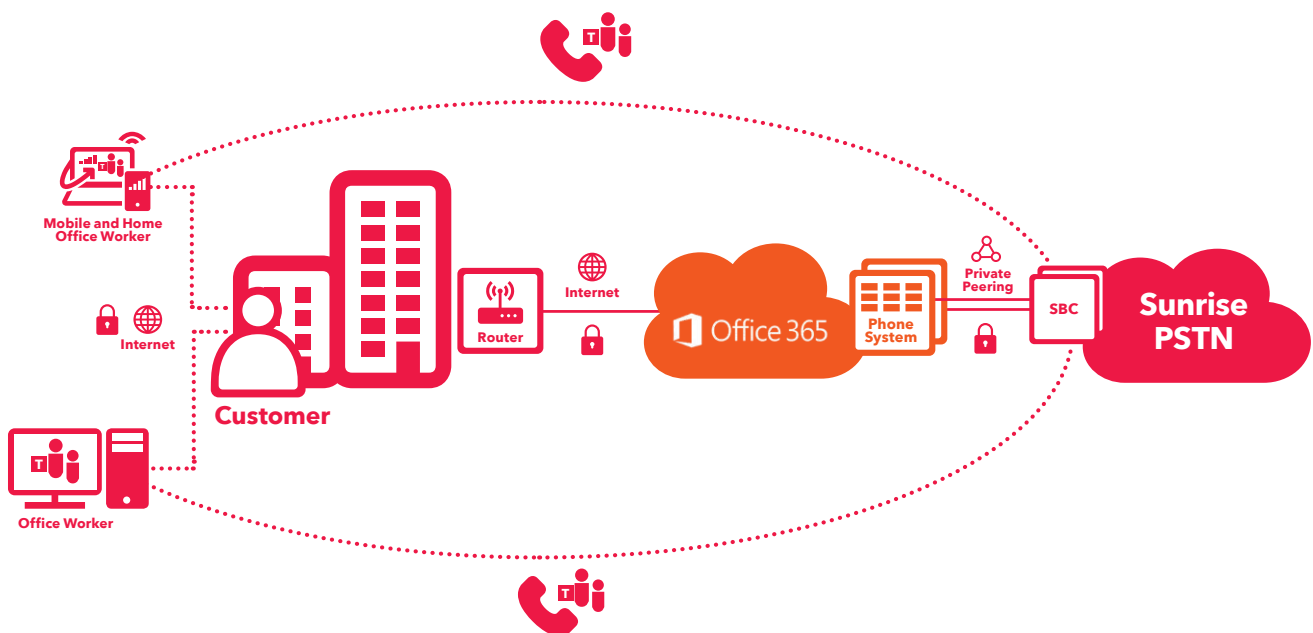 T
T
Mobile and Home
Office Worker
Internet
Router
Internet
Office 365
Phone
System
Private
Peering
SBC
Sunrise
PSTN
Customer
T
Office Worker
T